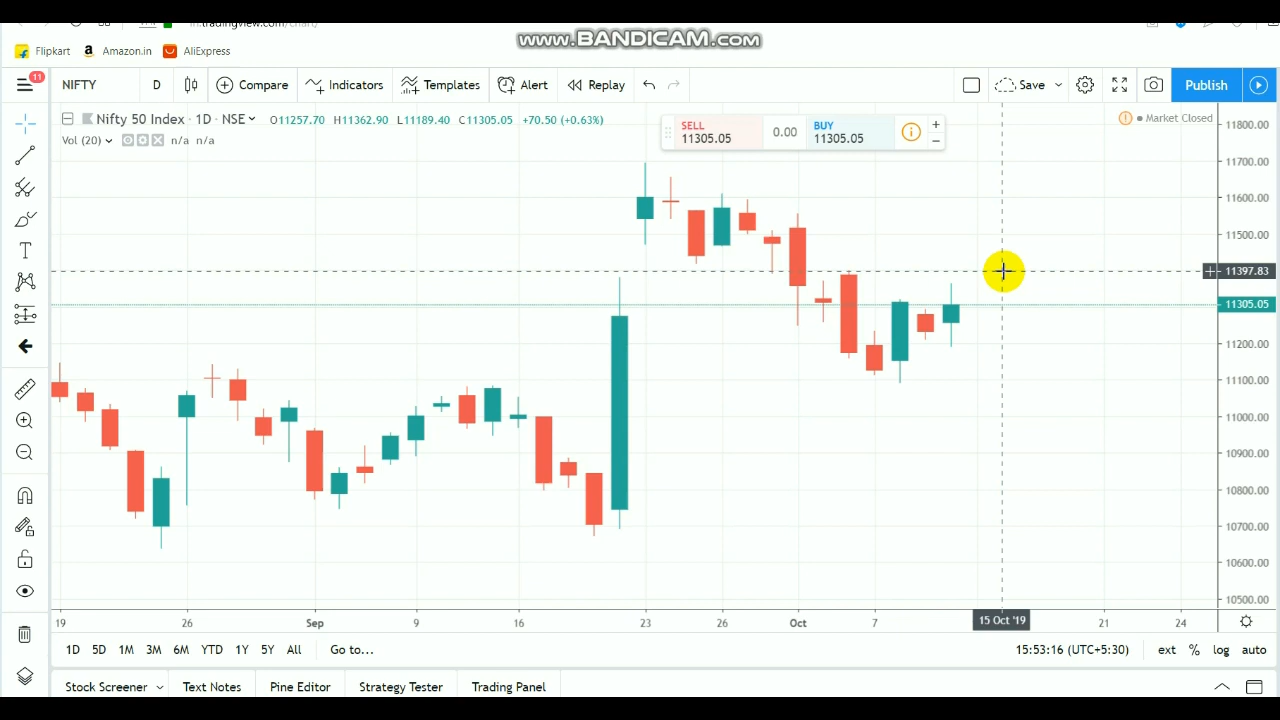 in.tradingview.com/chart/
www.BANDICAM.com
Flipkart Amazon.in AliExpress
11 NIFTY D Compare Indicators Templates Alert Replay Save Publish
Nifty 50 Index · 1D · NSE O11257.70 H11362.90 L11189.40 C11305.05 +70.50 (+0.63%)
SELL 11305.05 0.00 BUY 11305.05 + −
Market Closed
Vol (20) n/a n/a
11800.00
11700.00
11600.00
11500.00
11397.83
11305.05
11200.00
11100.00
11000.00
10900.00
10800.00
10700.00
10600.00
10500.00
19 26 Sep 9 16 23 26 Oct 7 15 Oct '19 21 24
1D 5D 1M 3M 6M YTD 1Y 5Y All Go to... 15:53:16 (UTC+5:30) ext % log auto
Stock Screener Text Notes Pine Editor Strategy Tester Trading Panel